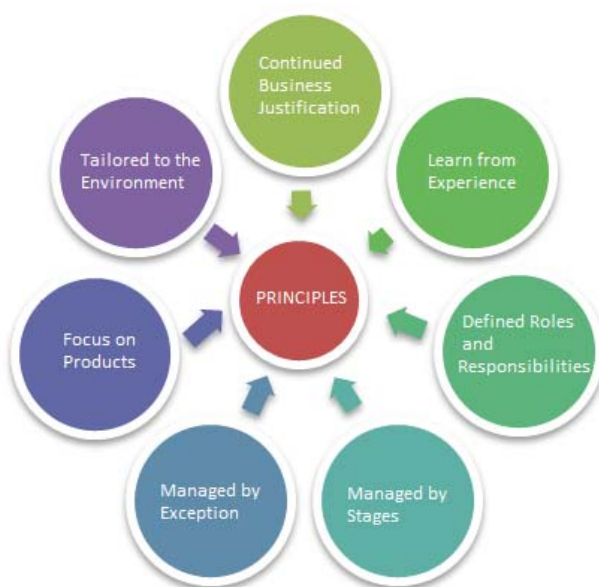 Continued
Business
Justification
Learn from
Experience
Defined Roles
and
Responsibilities
Managed by
Stages
Managed by
Exception
Focus on
Products
Tailored to the
Environment
PRINCIPLES